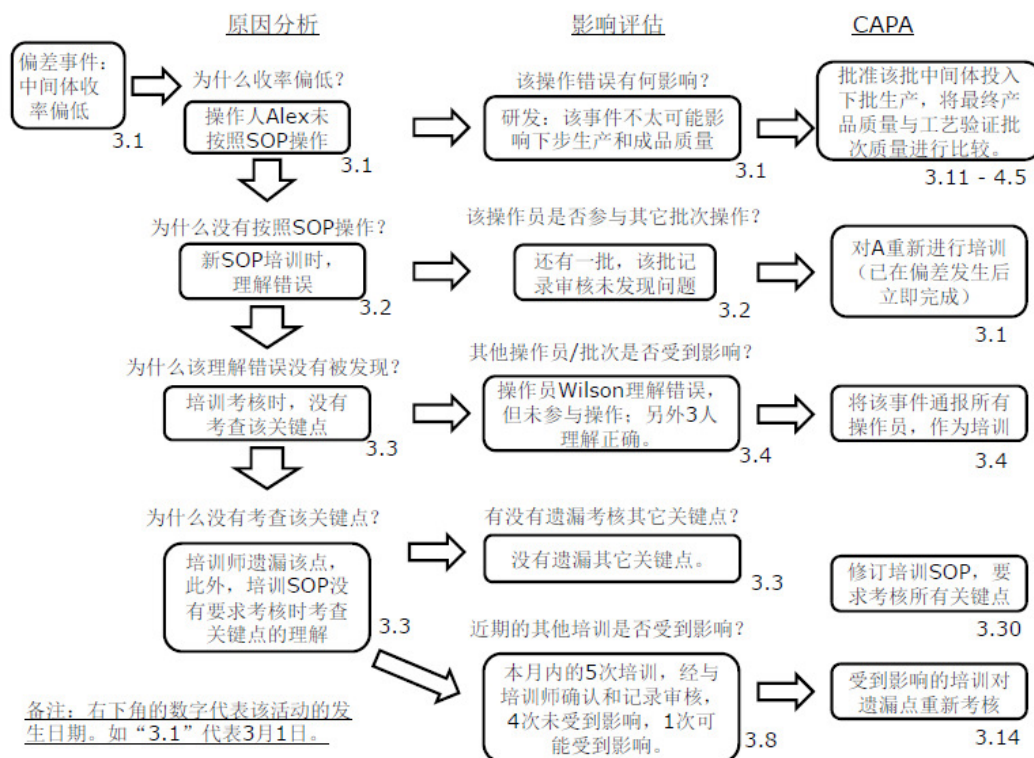 原因分析
影响评估
CAPA
偏差事件：
中间体收
率偏低
3.1
为什么收率偏低？
操作人Alex未
按照SOP操作
3.1
该操作错误有何影响？
研发：该事件不太可能影
响下步生产和成品质量
3.1
批准该批中间体投入
下批生产，将最终产
品质量与工艺验证批
次质量进行比较。
3.11 - 4.5
为什么没有按照SOP操作？
新SOP培训时，
理解错误
3.2
该操作员是否参与其它批次操作？
还有一批，该批记
录审核未发现问题
3.2
对A重新进行培训
（已在偏差发生后
立即完成）
3.1
为什么该理解错误没有被发现？
培训考核时，没有
考查该关键点
3.3
其他操作员/批次是否受到影响？
操作员Wilson理解错误，
但未参与操作；另外3人
理解正确。
3.4
将该事件通报所有
操作员，作为培训
3.4
为什么没有考查该关键点？
培训师遗漏该点，
此外，培训SOP没
有要求考核时考查
关键点的理解
3.3
有没有遗漏考核其它关键点？
没有遗漏其它关键点。
3.3
修订培训SOP，要
求考核所有关键点
3.30
近期的其他培训是否受到影响？
本月内的5次培训，经与
培训师确认和记录审核，
4次未受到影响，1次可
能受到影响。
3.8
受到影响的培训对
遗漏点重新考核
3.14
备注：右下角的数字代表该活动的发
生日期。如“3.1”代表3月1日。